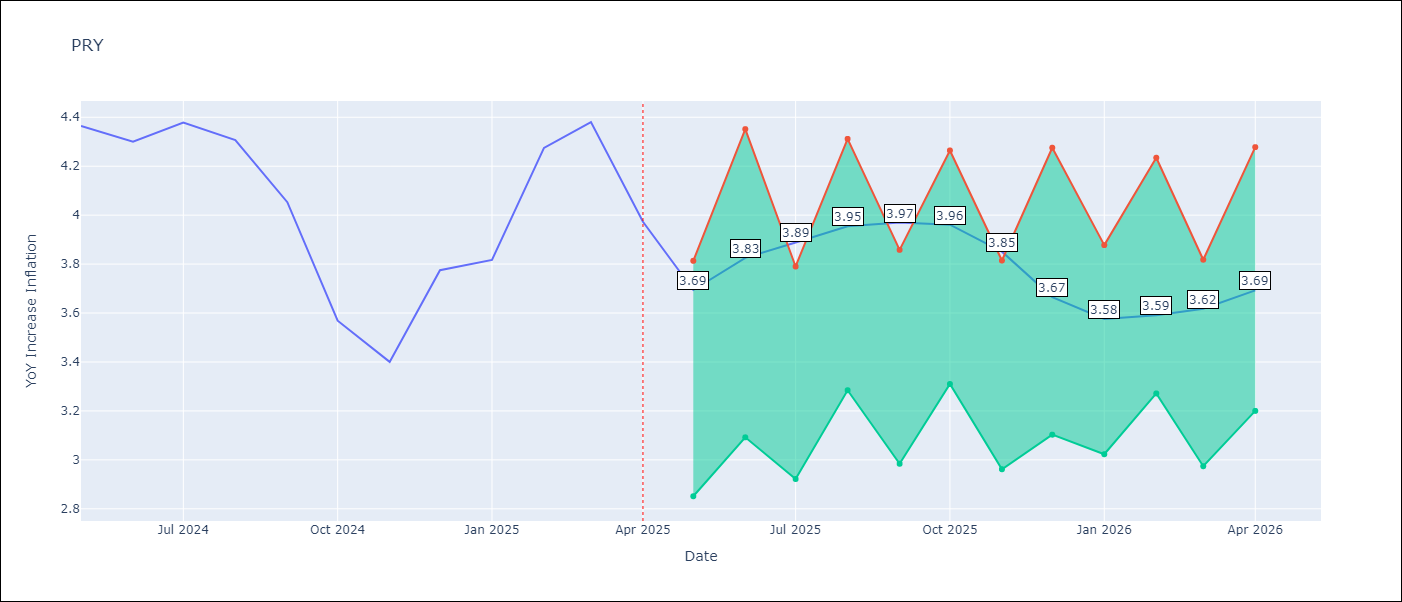 PRY
YoY Increase Inflation
4.4
4.2
4
3.8
3.6
3.4
3.2
3
2.8
3.69
3.83
3.89
3.95
3.97
3.96
3.85
3.67
3.58
3.59
3.62
3.69
Jul 2024
Oct 2024
Jan 2025
Apr 2025
Jul 2025
Oct 2025
Jan 2026
Apr 2026
Date